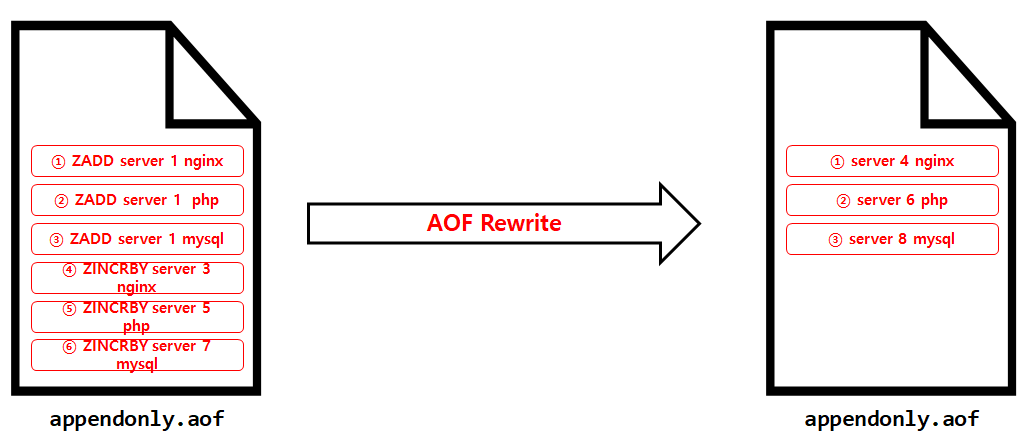 ① ZADD server 1 nginx
② ZADD server 1 php
③ ZADD server 1 mysql
④ ZINCRBY server 3
nginx
⑤ ZINCRBY server 5
php
⑥ ZINCRBY server 7
mysql
appendonly.aof
AOF Rewrite
① server 4 nginx
② server 6 php
③ server 8 mysql
appendonly.aof